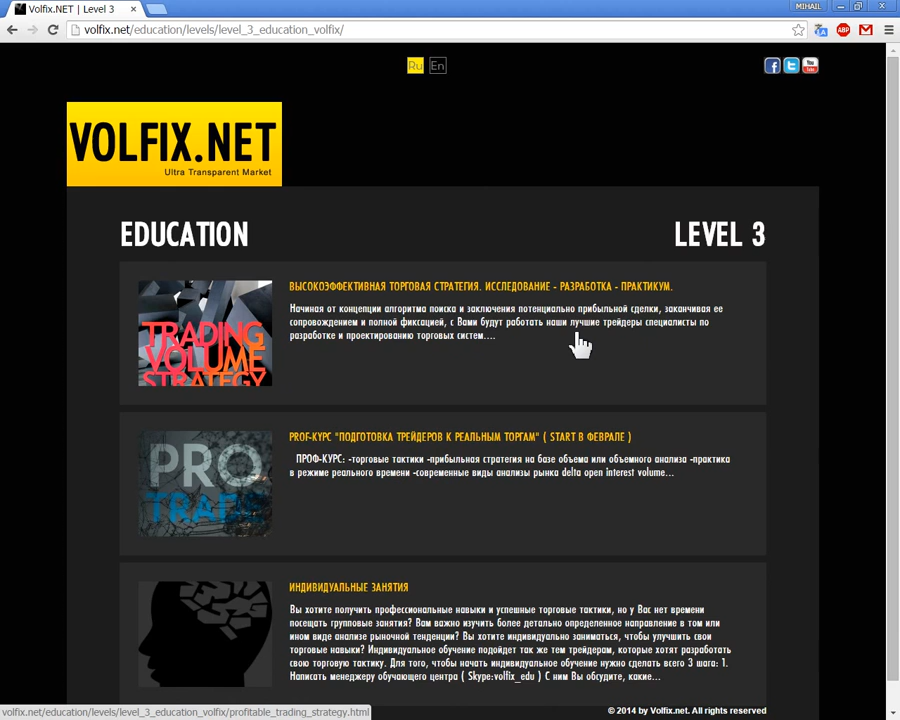 Volfix.NET | Level 3
MIHAIL
volfix.net/education/levels/level_3_education_volfix/
ABP
Ru En
You
VOLFIX.NET
Ultra Transparent Market
EDUCATION
LEVEL 3
TRADING
VOLUME
STRATEGY
ВЫСОКОЭФФЕКТИВНАЯ ТОРГОВАЯ СТРАТЕГИЯ. ИССЛЕДОВАНИЕ - РАЗРАБОТКА - ПРАКТИКУМ.
Начиная от концепции алгоритма поиска и заключения потенциально прибыльной сделки, заканчивая ее
сопровождением и полной фиксацией, с Вами будут работать наши лучшие трейдеры специалисты по
разработке и проектированию торговых систем....
PRO
TRADE
PROF-КУРС "ПОДГОТОВКА ТРЕЙДЕРОВ К РЕАЛЬНЫМ ТОРГАМ" ( START В ФЕВРАЛЕ )
ПРОФ-КУРС: -торговые тактики -прибыльная стратегия на базе объема или объемного анализа -практика
в режиме реального времени -современные виды анализы рынка delta open interest volume...
ИНДИВИДУАЛЬНЫЕ ЗАНЯТИЯ
Вы хотите получить профессиональные навыки и успешные торговые тактики, но у Вас нет времени
посещать групповые занятия? Вам важно изучить более детально определенное направление в том или
ином виде анализе рыночной тенденции? Вы хотите индивидуально заниматься, чтобы улучшить свои
торговые навыки? Индивидуальное обучение подойдет так же тем трейдерам, которые хотят разработать
свою торговую тактику. Для того, чтобы начать индивидуальное обучение нужно сделать всего 3 шага: 1.
Написать менеджеру обучающего центра ( Skype:volfix_edu ) С ним Вы обсудите, какие...
volfix.net/education/levels/level_3_education_volfix/profitable_trading_strategy.html
© 2014 by Volfix.net. All rights reserved